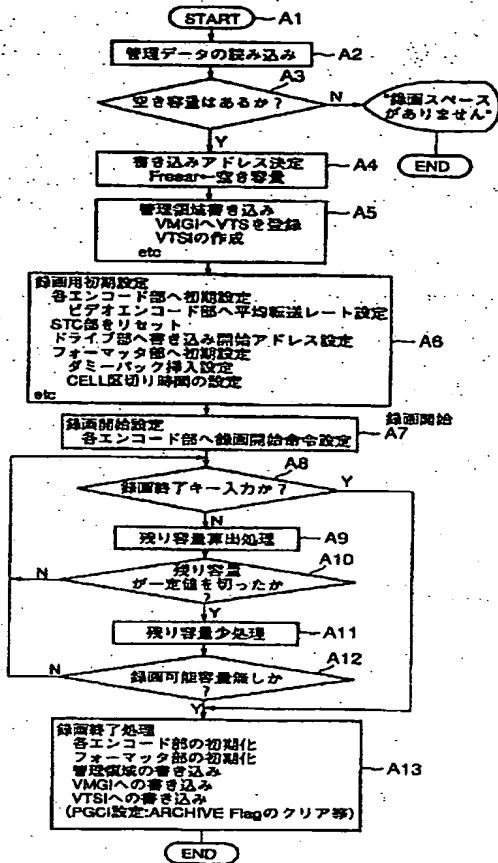 START
A1
管理データの読み込み
A2
A3
空き容量はあるか？
N
"録画スペース
がありません"
Y
END
書き込みアドレス決定
Freear←空き容量
A4
管理領域書き込み
VMGIへVTSを登録
VTSIの作成
etc
A5
録画用初期設定
各エンコード部へ初期設定
ビデオエンコード部へ平均転送レート設定
STC部をリセット
ドライブ部へ書き込み開始アドレス設定
フォーマッタ部へ初期設定
ダミーパック挿入設定
CELL区切り時間の設定
etc
A6
録画開始設定
各エンコード部へ録画開始命令設定
録画開始
A7
A8
録画終了キー入力か？
Y
N
残り容量算出処理
A9
A10
N
残り容量
が一定値を切ったか
？
Y
残り容量少処理
A11
A12
N
録画可能容量無しか
？
Y
録画終了処理
各エンコード部の初期化
フォーマッタ部の初期化
管理領域の書き込み
VMGIへの書き込み
VTSIへの書き込み
(PGCI設定:ARCHIVE Flagのクリア等)
A13
END